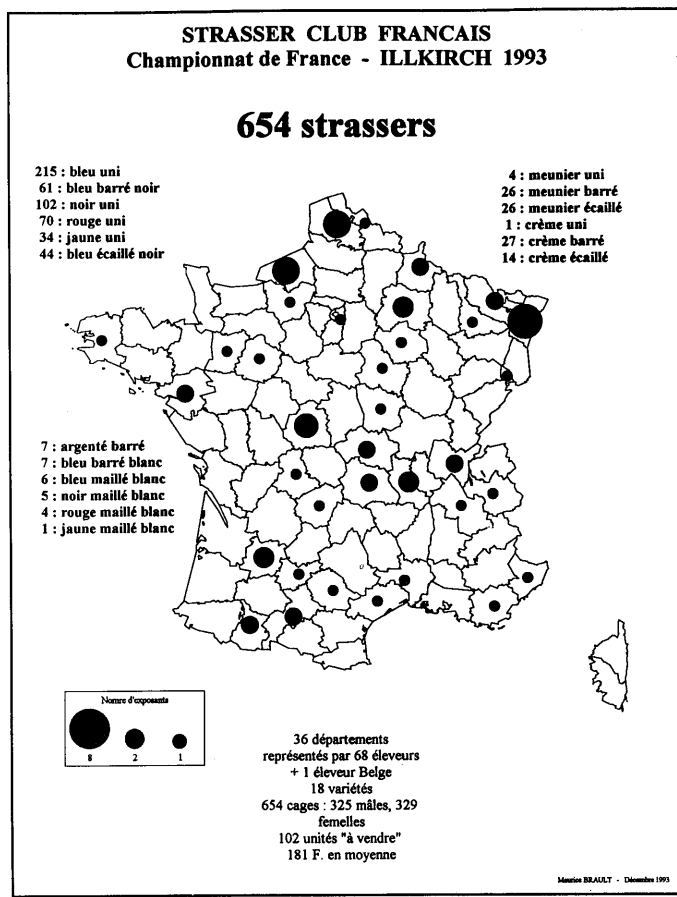 STRASSER CLUB FRANCAIS
Championnat de France - ILLKIRCH 1993
654 strassers
215 : bleu uni
61 : bleu barré noir
102 : noir uni
70 : rouge uni
34 : jaune uni
44 : bleu écaillé noir
4 : meunier uni
26 : meunier barré
26 : meunier écaillé
1 : crème uni
27 : crème barré
14 : crème écaillé
7 : argenté barré
7 : bleu barré blanc
6 : bleu maillé blanc
5 : noir maillé blanc
4 : rouge maillé blanc
1 : jaune maillé blanc
Nomre d'exposants
8 2 1
36 départements
représentés par 68 éleveurs
+ 1 éleveur Belge
18 variétés
654 cages : 325 mâles, 329
femelles
102 unités "à vendre"
181 F. en moyenne
Maurice BRAULT - Décembre 1993